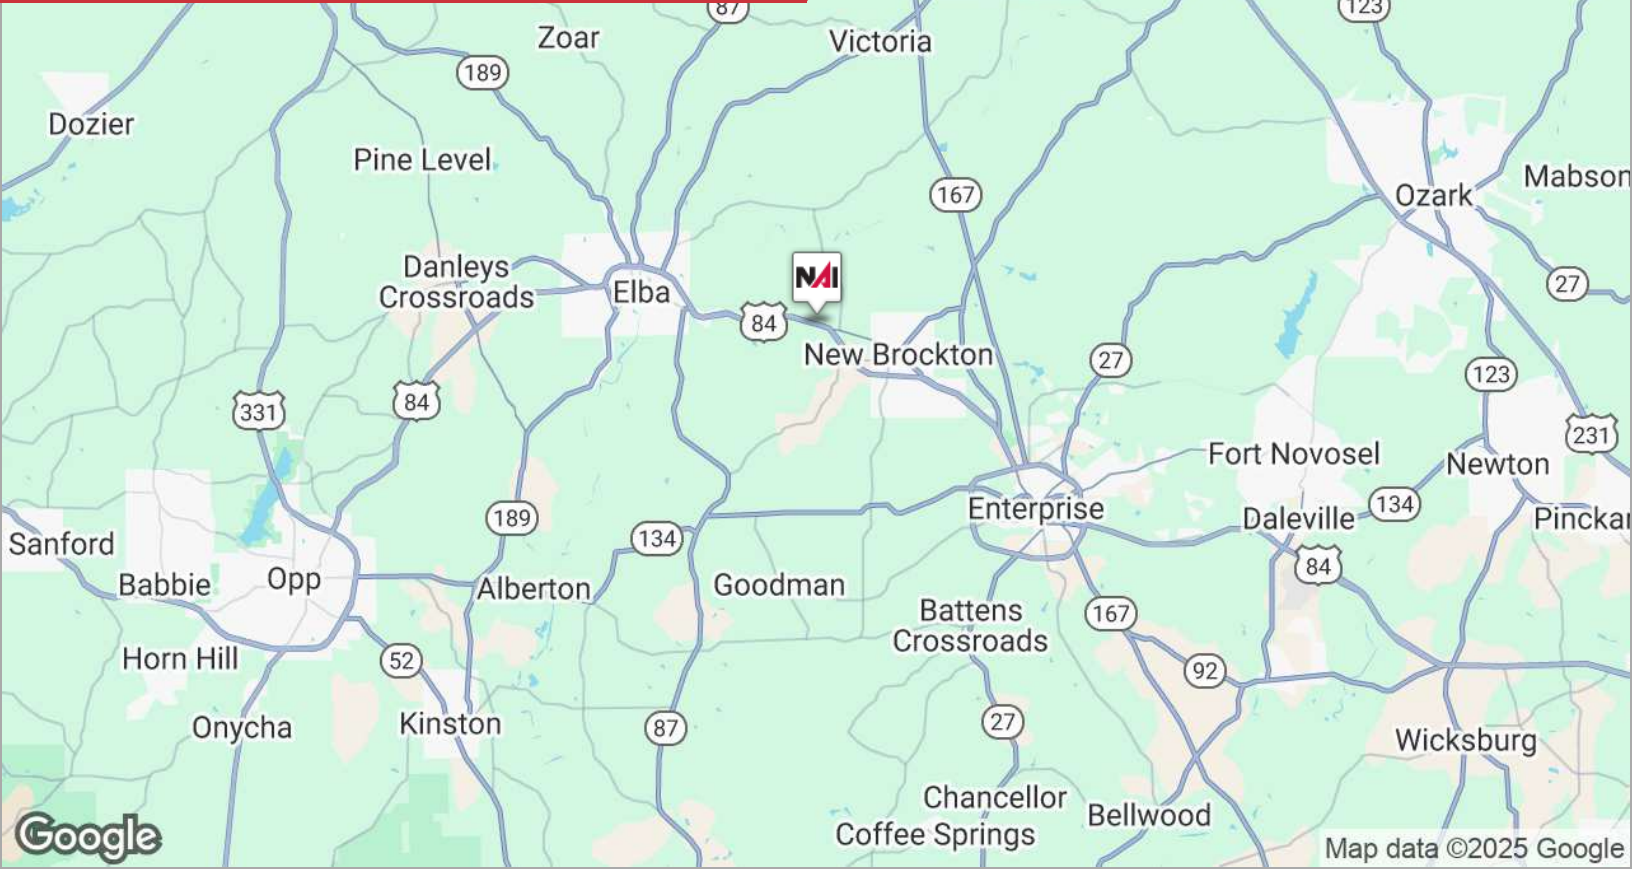 87
123
Zoar
Victoria
189
Dozier
Pine Level
Mabson
167
Ozark
Danleys
Crossroads
NAI
27
Elba
84
New Brockton
27
123
331
84
231
Fort Novosel
Newton
189
134
Enterprise
Daleville
Pinckar
134
Sanford
84
Babbie
Opp
Alberton
Goodman
Battens
Crossroads
167
Horn Hill
52
92
Onycha
Kinston
87
27
Wicksburg
Chancellor
Bellwood
Coffee Springs
Google
Map data ©2025 Google